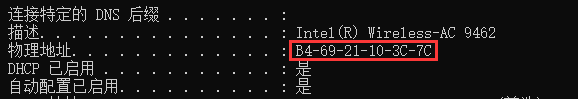 连接特定的 DNS 后缀 . . . . . . . :
描述. . . . . . . . . . . . . . . : Intel(R) Wireless-AC 9462
物理地址. . . . . . . . . . . . . : B4-69-21-10-3C-7C
DHCP 已启用 . . . . . . . . . . . : 是
自动配置已启用. . . . . . . . . . : 是